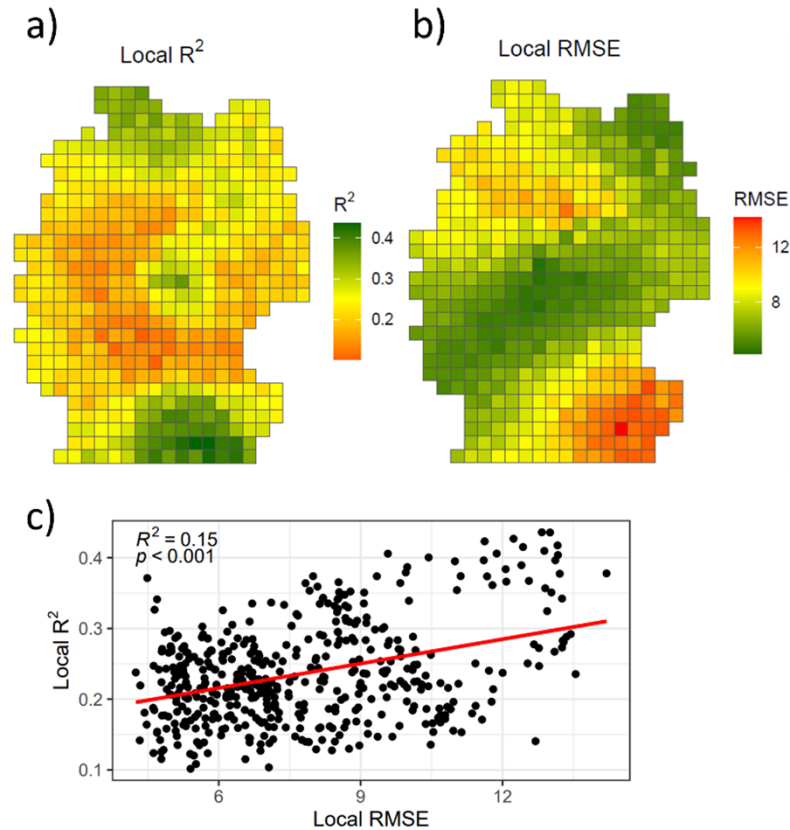 a)
Local R²
R²
0.4
0.3
0.2
b)
Local RMSE
RMSE
12
8
c)
R² = 0.15
p < 0.001
Local R²
0.4
0.3
0.2
0.1
6 9 12
Local RMSE